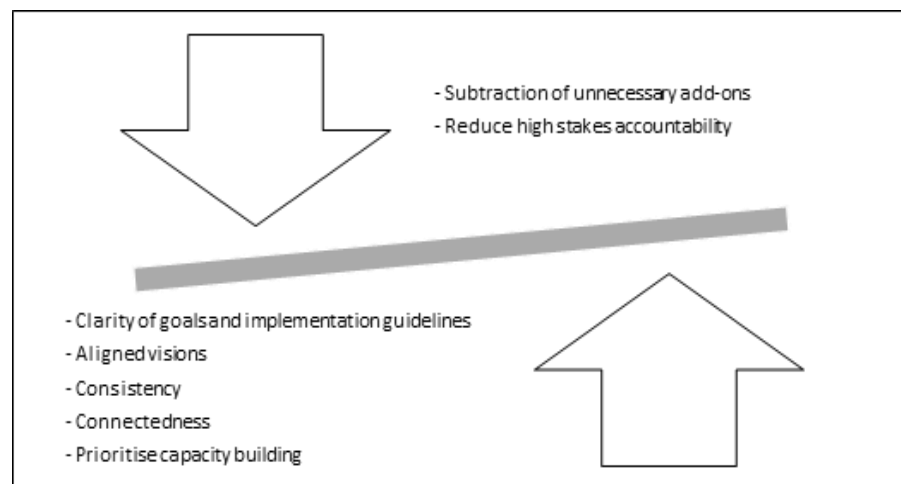 - Subtraction of unnecessary add-ons
- Reduce high stakes accountability
- Clarity of goals and implementation guidelines
- Aligned visions
- Consistency
- Connectedness
- Prioritise capacity building